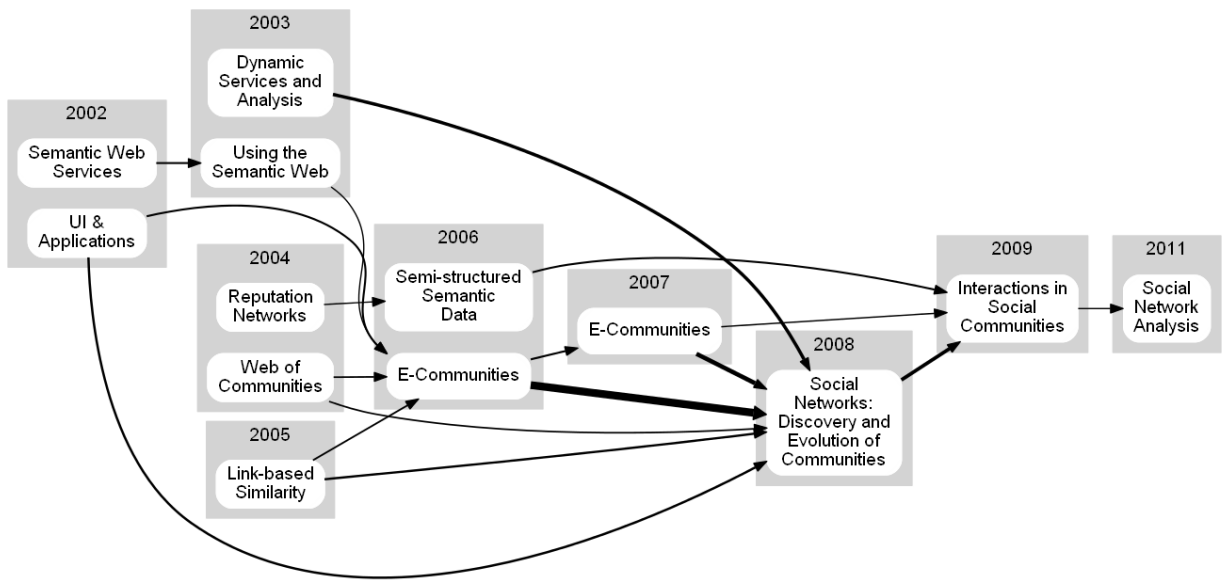 2002
Semantic Web
Services
UI &
Applications
2003
Dynamic
Services and
Analysis
Using the
Semantic Web
2004
Reputation
Networks
Web of
Communities
2005
Link-based
Similarity
2006
Semi-structured
Semantic
Data
E-Communities
2007
E-Communities
2008
Social
Networks:
Discovery and
Evolution of
Communities
2009
Interactions in
Social
Communities
2011
Social
Network
Analysis